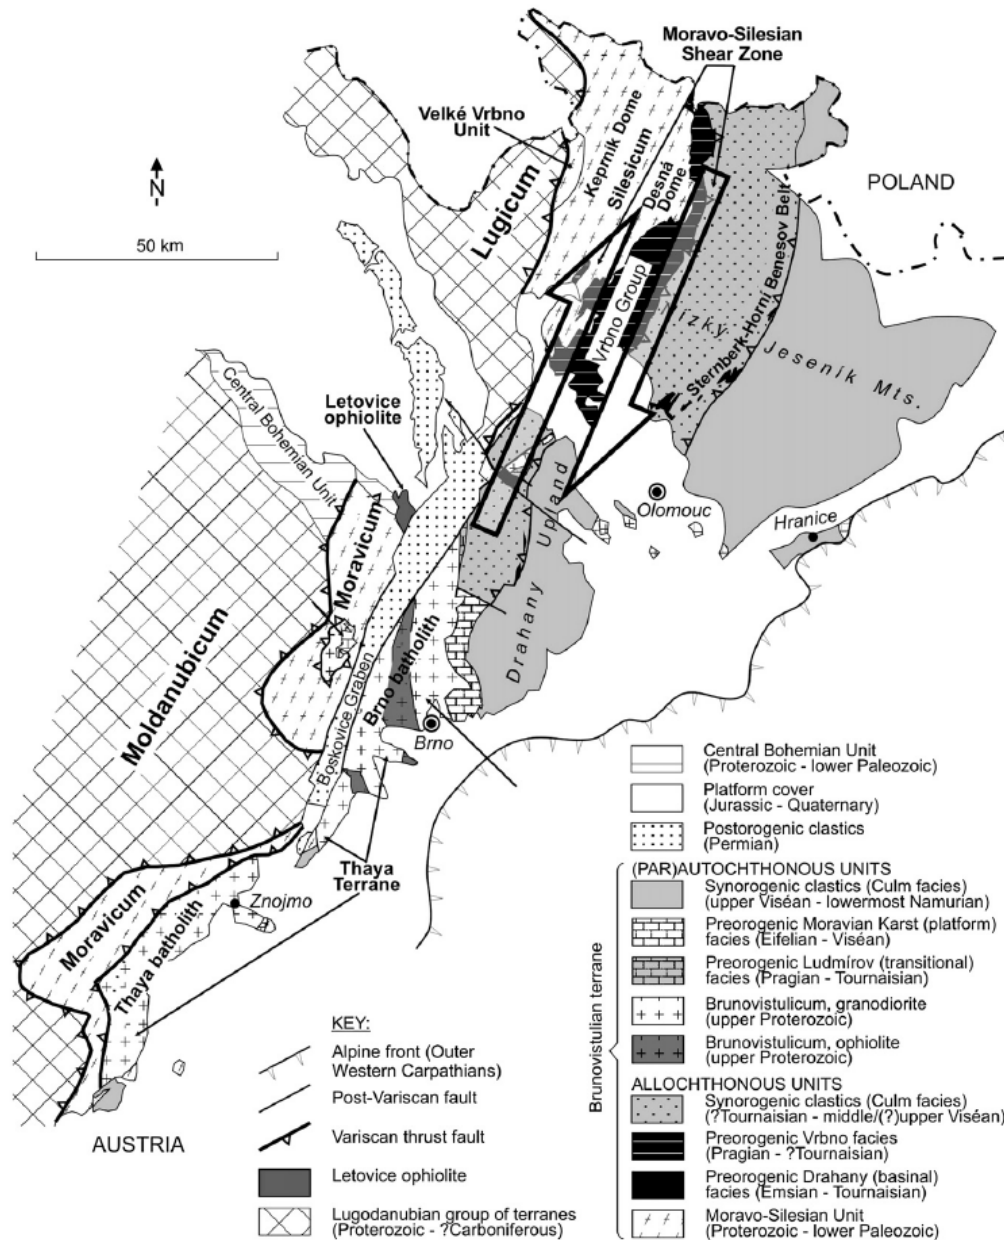 Moravo-Silesian
Shear Zone
Velké Vrbno
Unit
Keprník Dome
Silesicum
Desná
Dome
N
50 km
Lugicum
POLAND
Vrbno Group
Nízký
Jeseník Mts.
Šternberk-Horní Benešov Belt
Letovice
ophiolite
Central Bohemian Unit
Olomouc
Hranice
Moravicum
Drahany Upland
Moldanubicum
Boskovice Graben
Brno batholith
Brno
Thaya
Terrane
Znojmo
Moravicum
Thaya batholith
AUSTRIA
KEY:
Alpine front (Outer
Western Carpathians)
Post-Variscan fault
Variscan thrust fault
Letovice ophiolite
Lugodanubian group of terranes
(Proterozoic - ?Carboniferous)
Central Bohemian Unit
(Proterozoic - lower Paleozoic)
Platform cover
(Jurassic - Quaternary)
Postorogenic clastics
(Permian)
Brunovistulian terrane
(PAR)AUTOCHTHONOUS UNITS
Synorogenic clastics (Culm facies)
(upper Viséan - lowermost Namurian)
Preorogenic Moravian Karst (platform)
facies (Eifelian - Viséan)
Preorogenic Ludmírov (transitional)
facies (Pragian - Tournaisian)
Brunovistulicum, granodiorite
(upper Proterozoic)
Brunovistulicum, ophiolite
(upper Proterozoic)
ALLOCHTHONOUS UNITS
Synorogenic clastics (Culm facies)
(?Tournaisian - middle/(?)upper Viséan)
Preorogenic Vrbno facies
(Pragian - ?Tournaisian)
Preorogenic Drahany (basinal)
facies (Emsian - Tournaisian)
Moravo-Silesian Unit
(Proterozoic - lower Paleozoic)